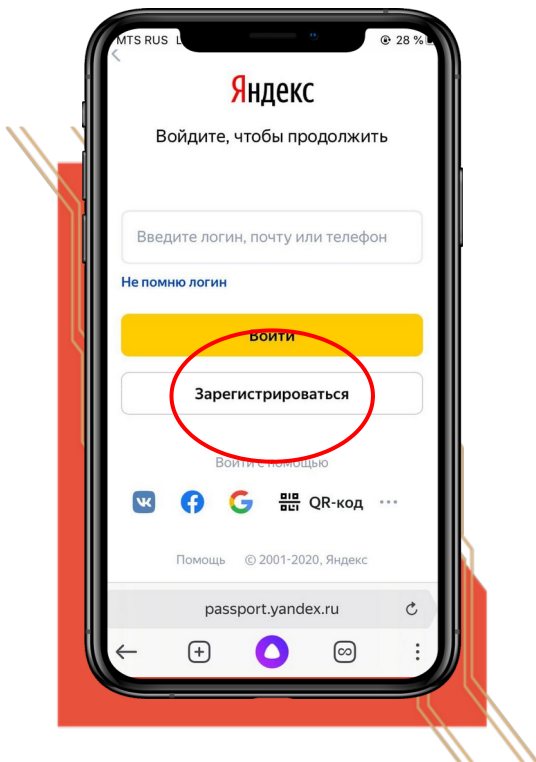 MTS RUS
28 %
Яндекс
Войдите, чтобы продолжить
Введите логин, почту или телефон
Не помню логин
Войти
Зарегистрироваться
Войти с помощью
QR-код
Помощь © 2001-2020, Яндекс
passport.yandex.ru